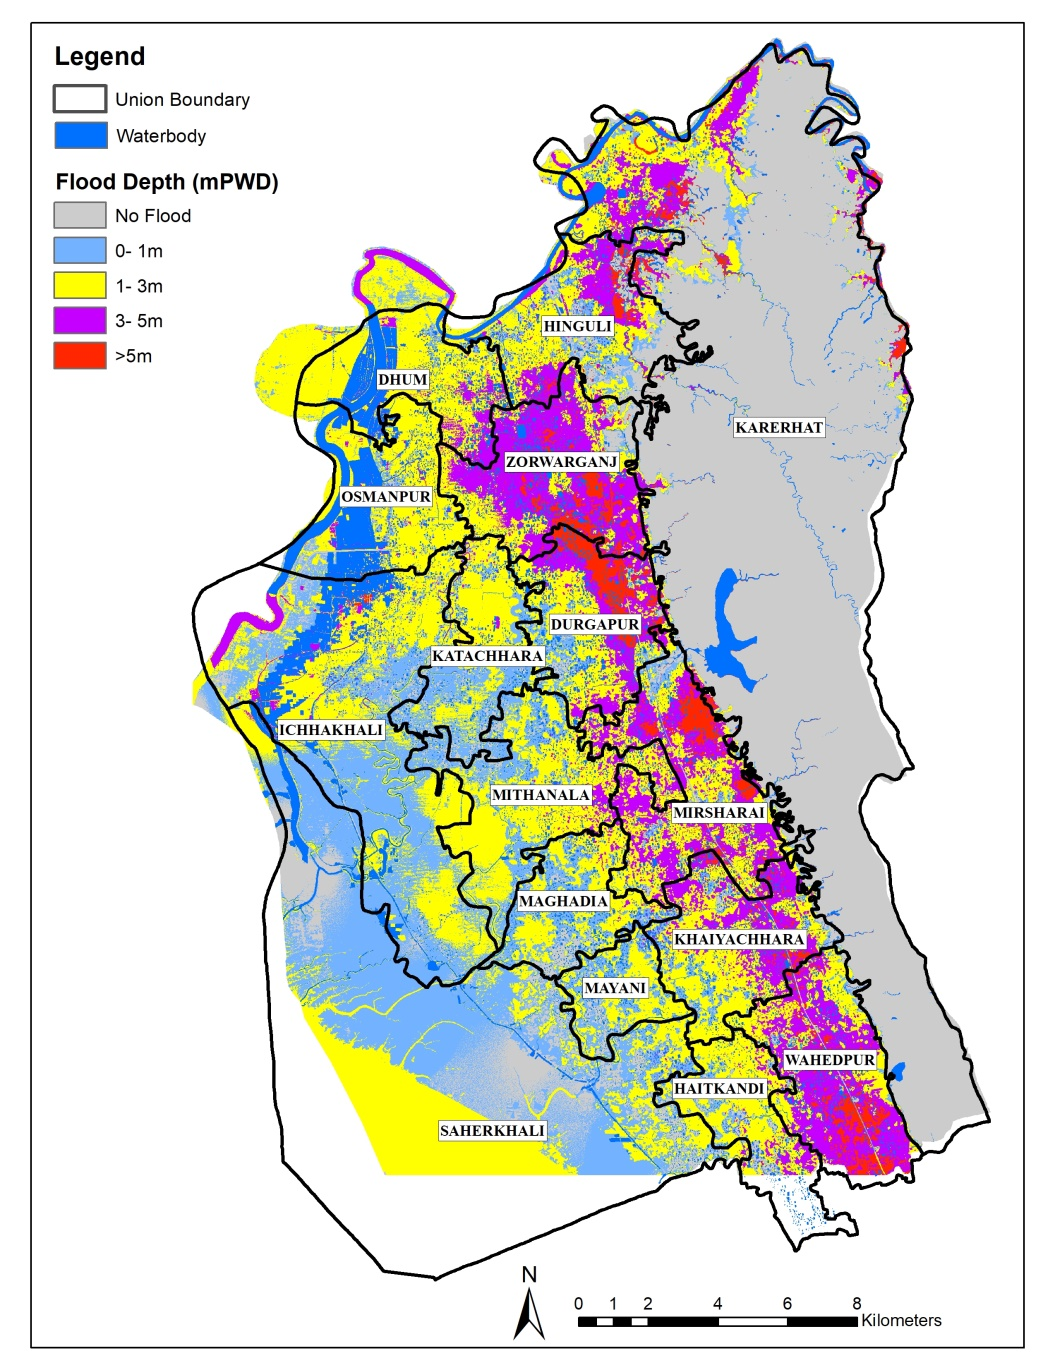 Legend
Union Boundary
Waterbody
Flood Depth (mPWD)
No Flood
0- 1m
1- 3m
3- 5m
>5m
HINGULI
DHUM
KARERHAT
ZORWARGANJ
OSMANPUR
DURGAPUR
KATACHHARA
ICHHAKHALI
MITHANALA
MIRSHARAI
MAGHADIA
KHAIYACHHARA
MAYANI
WAHEDPUR
HAITKANDI
SAHERKHALI
N
0 1 2 4 6 8
Kilometers